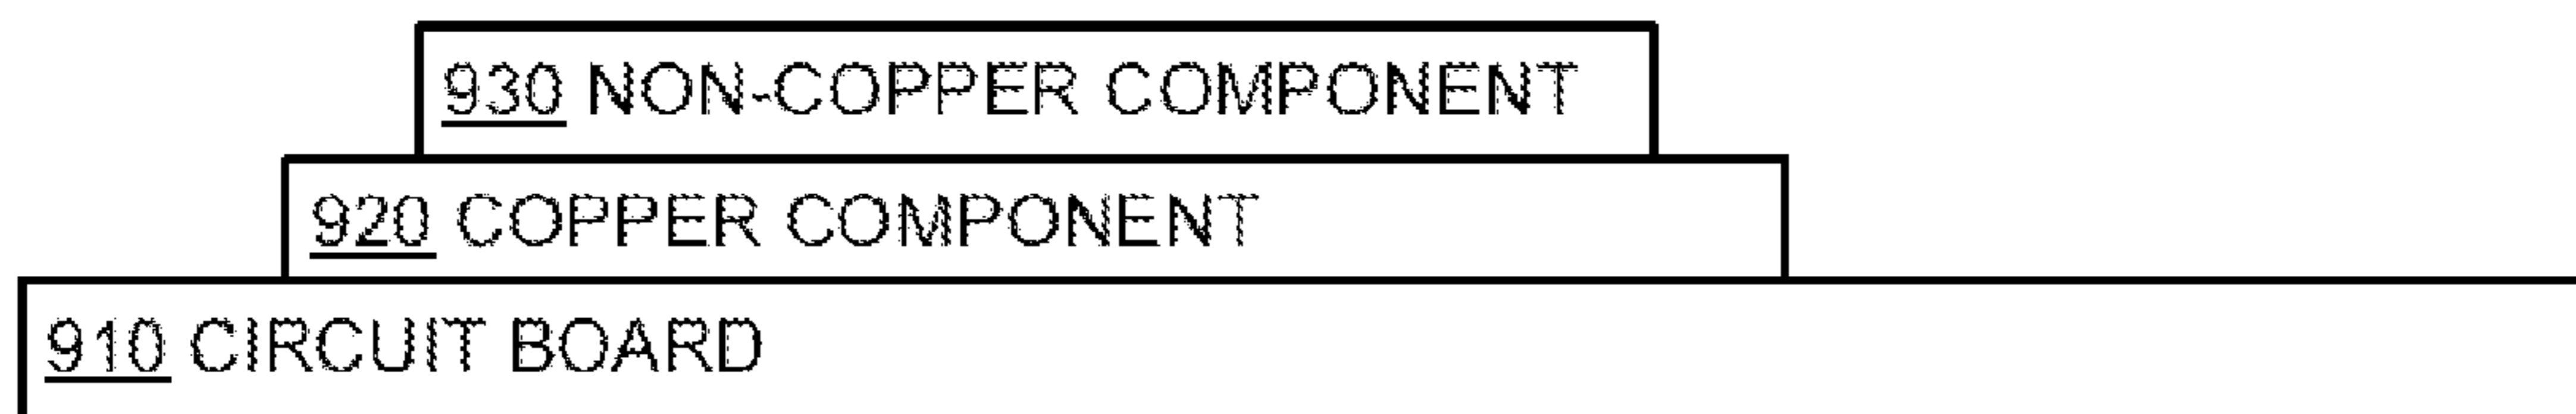 930 NON-COPPER COMPONENT
920 COPPER COMPONENT
910 CIRCUIT BOARD